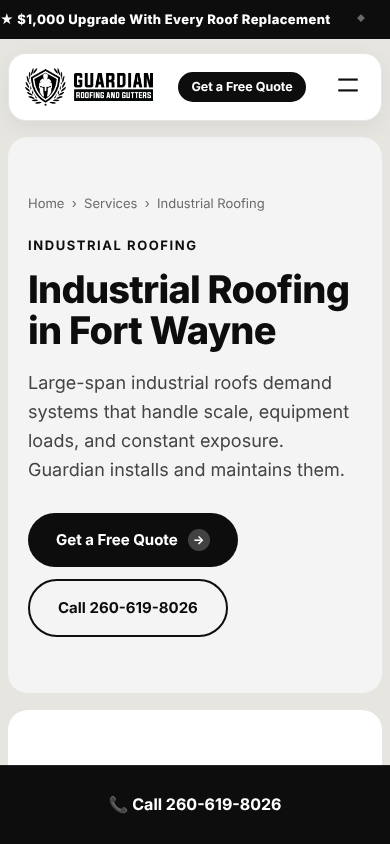 ★ $1,000 Upgrade With Every Roof Replacement ◆
GUARDIAN
ROOFING AND GUTTERS
Get a Free Quote
Home › Services › Industrial Roofing
INDUSTRIAL ROOFING
Industrial Roofing
in Fort Wayne
Large-span industrial roofs demand
systems that handle scale, equipment
loads, and constant exposure.
Guardian installs and maintains them.
Get a Free Quote →
Call 260-619-8026
📞 Call 260-619-8026